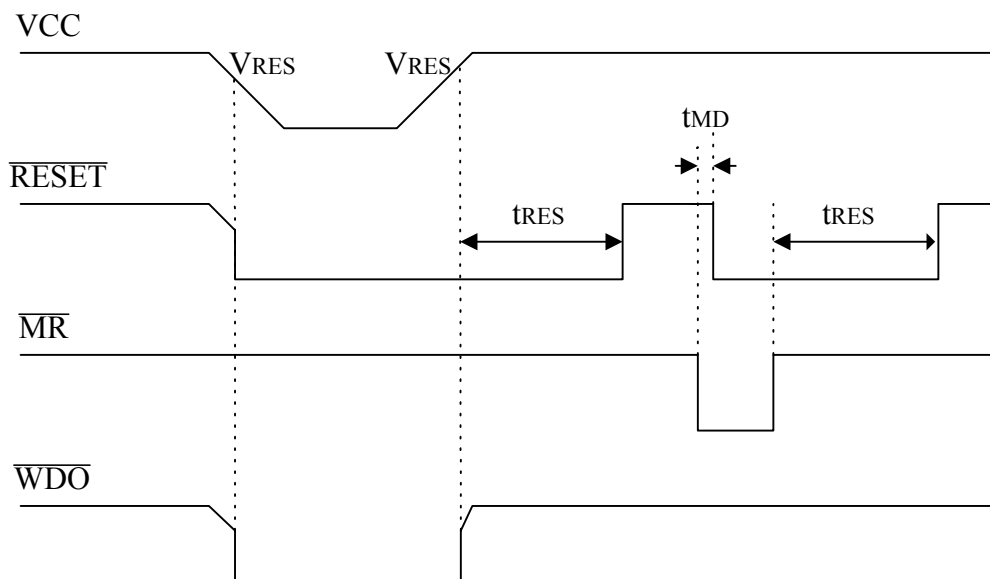 VCC
VRES VRES
tMD
RESET
tRES tRES
MR
WDO